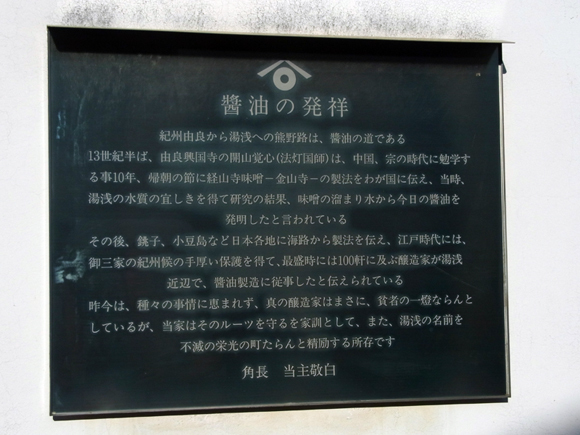 醬油の発祥
紀州由良から湯浅への熊野路は、醬油の道である
13世紀半ば、由良興国寺の開山覚心(法灯国師)は、中国、宗の時代に勉学す
る事10年、帰朝の節に経山寺味噌−金山寺−の製法をわが国に伝え、当時、
湯浅の水質の宜しきを得て研究の結果、味噌の溜まり水から今日の醬油を
発明したと言われている
その後、銚子、小豆島など日本各地に海路から製法を伝え、江戸時代には、
御三家の紀州候の手厚い保護を得て、最盛時には100軒に及ぶ醸造家が湯浅
近辺で、醬油製造に従事したと伝えられている
昨今は、種々の事情に恵まれず、真の醸造家はまさに、貧者の一燈ならんと
しているが、当家はそのルーツを守るを家訓として、また、湯浅の名前を
不滅の栄光の町たらんと精励する所存です
角長 当主敬白